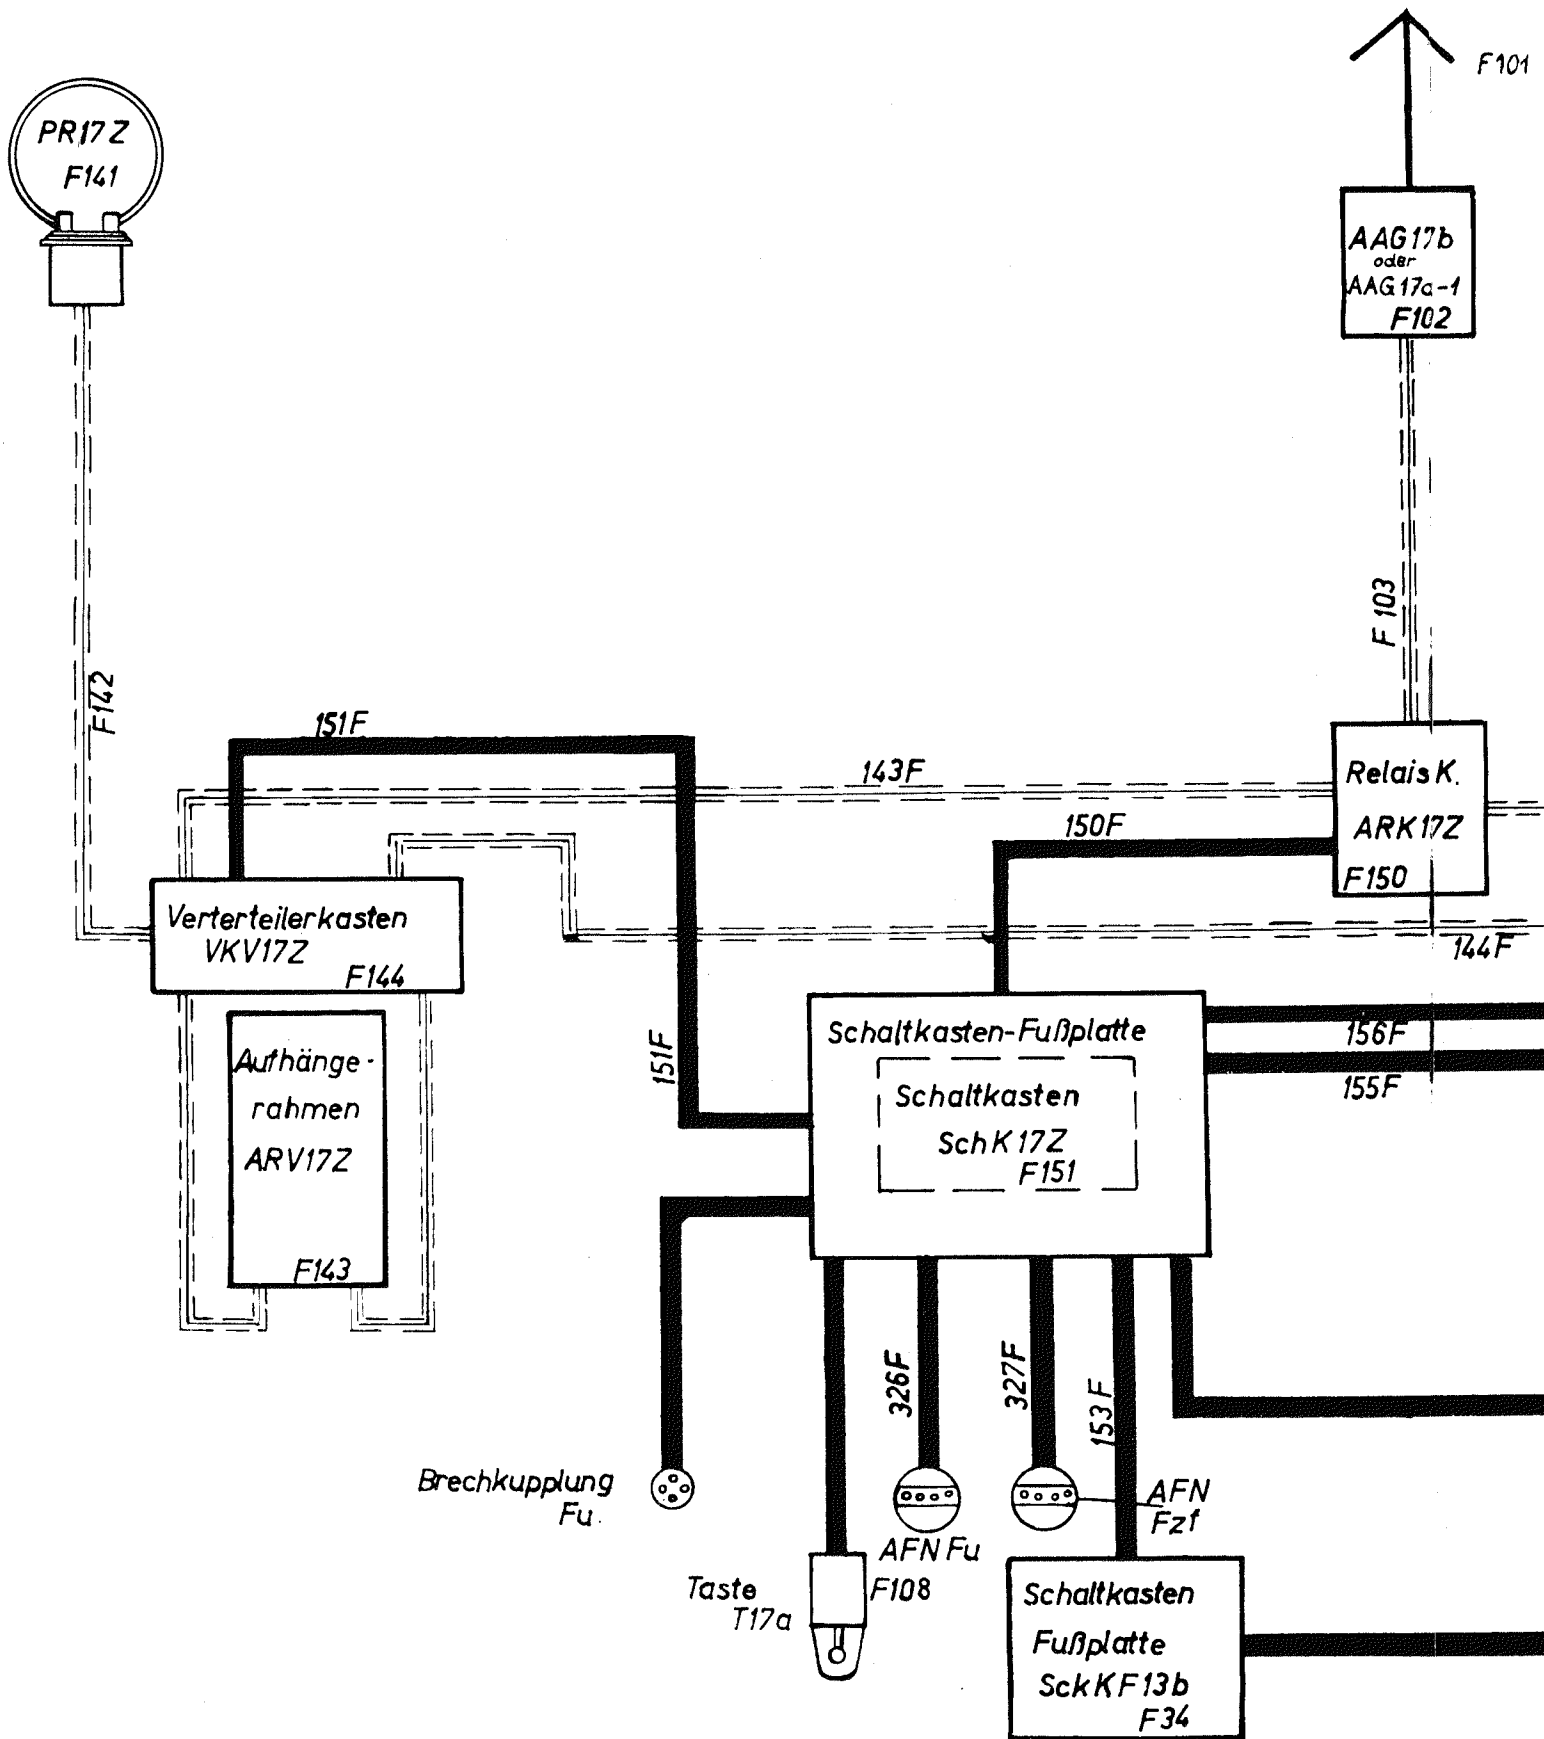 F101
PR17Z
F141
AAG17b
oder
AAG17a-1
F102
F103
F142
151F
143F
Relais K.
ARK17Z
F150
150F
Verterteilerkasten
VKV17Z
F144
144F
Aufhänge-
rahmen
ARV17Z
F143
151F
Schaltkasten-Fußplatte
Schaltkasten
SchK17Z
F151
156F
155F
326F
327F
153F
Brechkupplung
Fu.
AFN Fu
AFN
Fzf
Taste
T17a
F108
Schaltkasten
Fußplatte
SckKF13b
F34